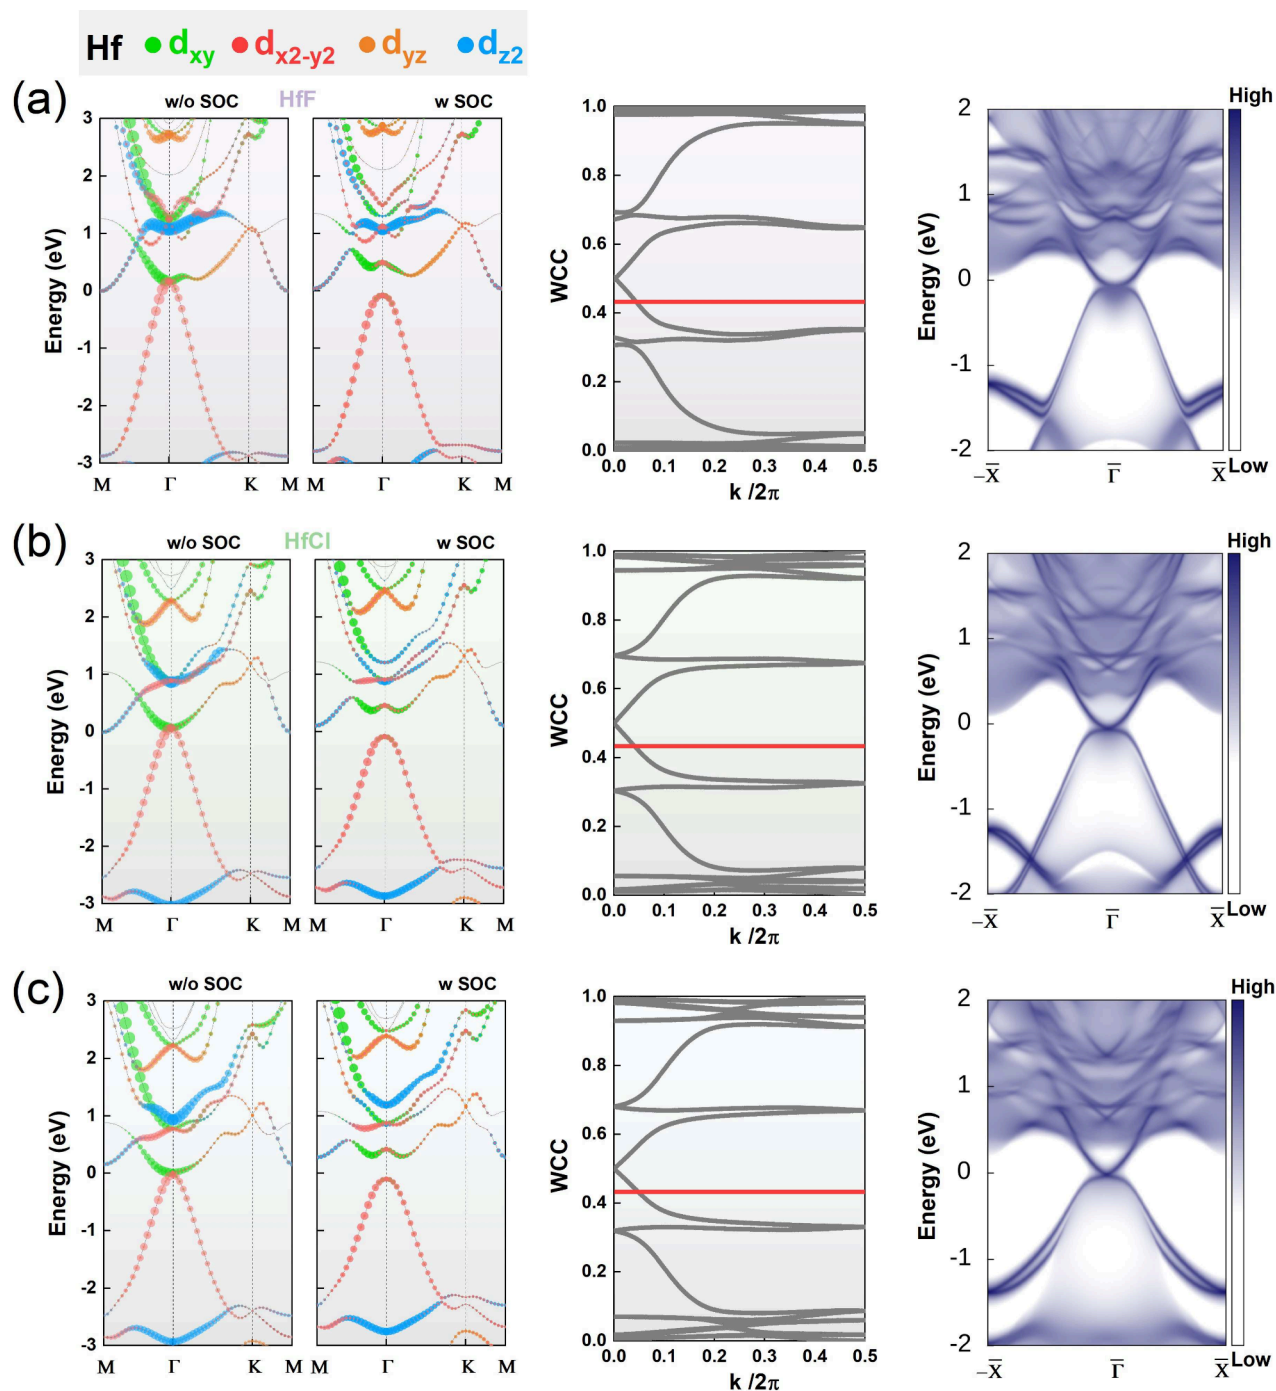 Hf dxy dx2-y2 dyz dz2
(a)
w/o SOC HfF w SOC
Energy (eV)
3
2
1
0
-1
-2
-3
M Γ K M
M Γ K M
WCC
1.0
0.8
0.6
0.4
0.2
0.0
0.0 0.1 0.2 0.3 0.4 0.5
k /2π
Energy (eV)
2
1
0
-1
-2
−X̅ Γ̅ X̅
High
Low
(b)
w/o SOC HfCl w SOC
Energy (eV)
3
2
1
0
-1
-2
-3
M Γ K M
M Γ K M
WCC
1.0
0.8
0.6
0.4
0.2
0.0
0.0 0.1 0.2 0.3 0.4 0.5
k /2π
Energy (eV)
2
1
0
-1
-2
−X̅ Γ̅ X̅
High
Low
(c)
w/o SOC w SOC
Energy (eV)
3
2
1
0
-1
-2
-3
M Γ K M
M Γ K M
WCC
1.0
0.8
0.6
0.4
0.2
0.0
0.0 0.1 0.2 0.3 0.4 0.5
k /2π
Energy (eV)
2
1
0
-1
-2
−X̅ Γ̅ X̅
High
Low